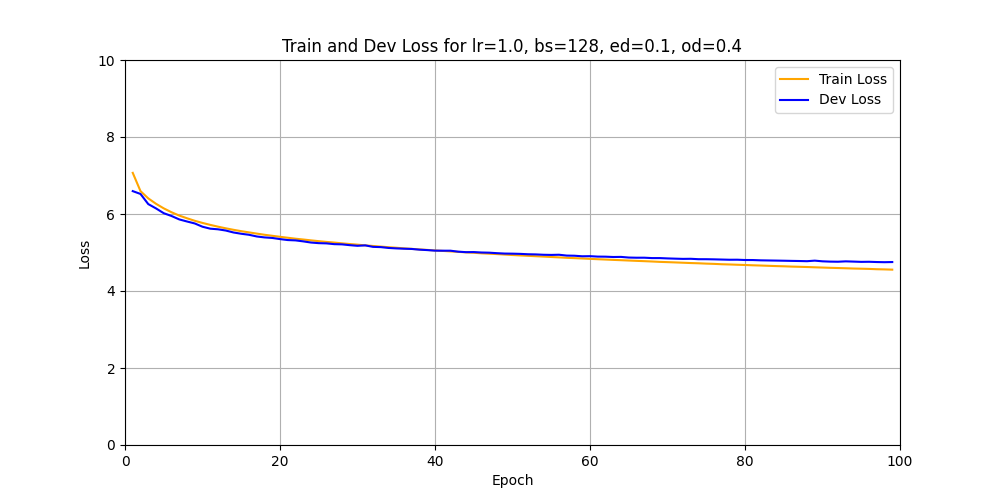 Train and Dev Loss for lr=1.0, bs=128, ed=0.1, od=0.4
Train Loss
Dev Loss
Loss
10
8
6
4
2
0
0 20 40 60 80 100
Epoch